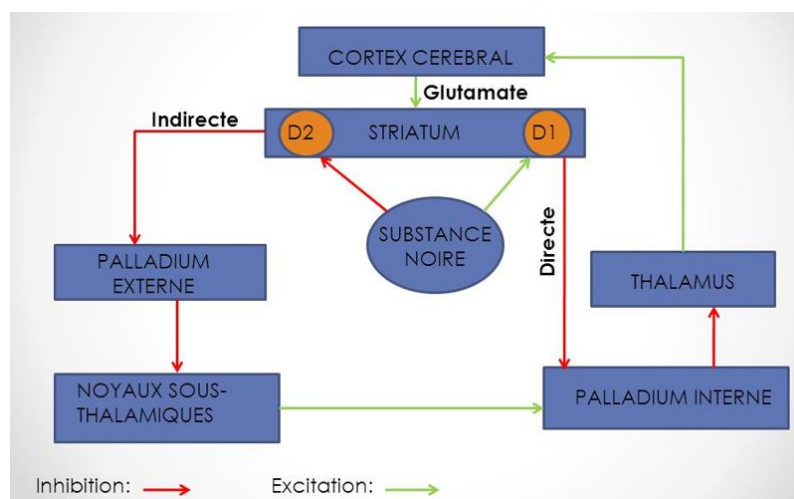 CORTEX CEREBRAL
Glutamate
Indirecte
D2
STRIATUM
D1
SUBSTANCE
NOIRE
Directe
PALLADIUM
EXTERNE
THALAMUS
NOYAUX SOUS-
THALAMIQUES
PALLADIUM INTERNE
Inhibition:
Excitation: